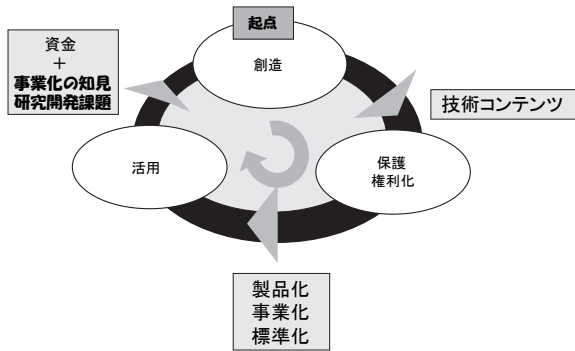 起点
創造
資金
+
事業化の知見
研究開発課題
技術コンテンツ
活用
保護
権利化
製品化
事業化
標準化